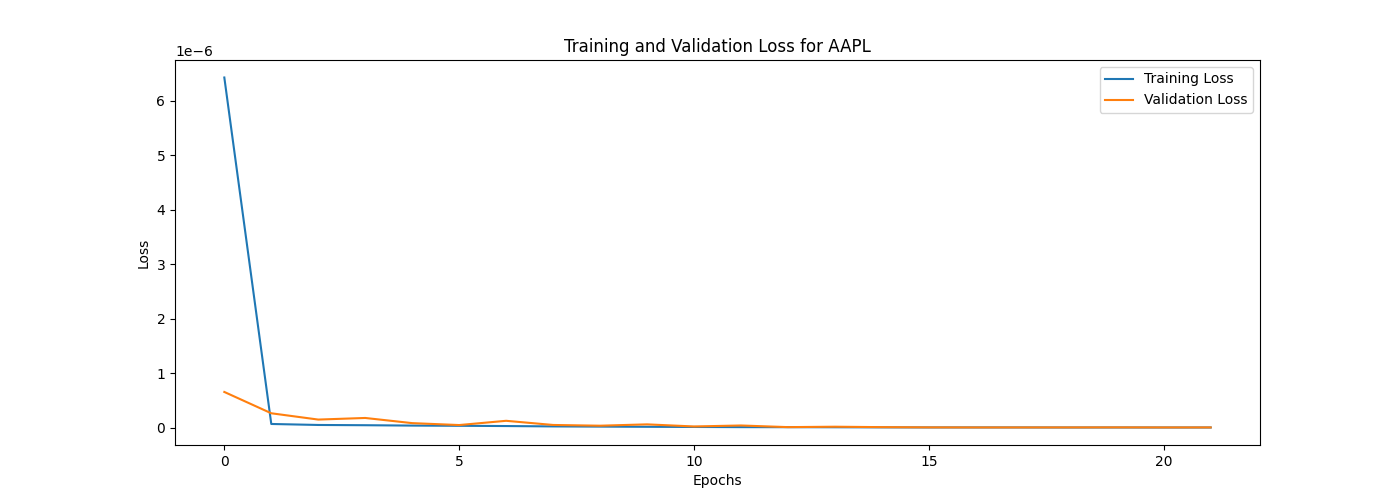 Training and Validation Loss for AAPL
1e−6
Training Loss
Validation Loss
6
5
4
3
2
1
0
Loss
0 5 10 15 20
Epochs